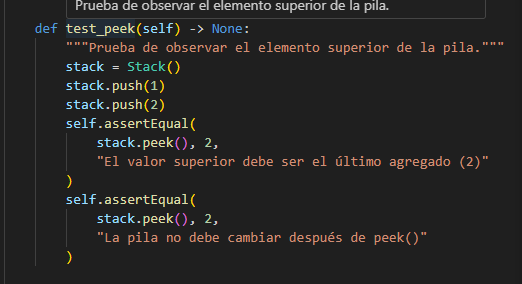 Prueba de observar el elemento superior de la pila.
def test_peek(self) -> None:
"""Prueba de observar el elemento superior de la pila."""
stack = Stack()
stack.push(1)
stack.push(2)
self.assertEqual(
stack.peek(), 2,
"El valor superior debe ser el último agregado (2)"
)
self.assertEqual(
stack.peek(), 2,
"La pila no debe cambiar después de peek()"
)